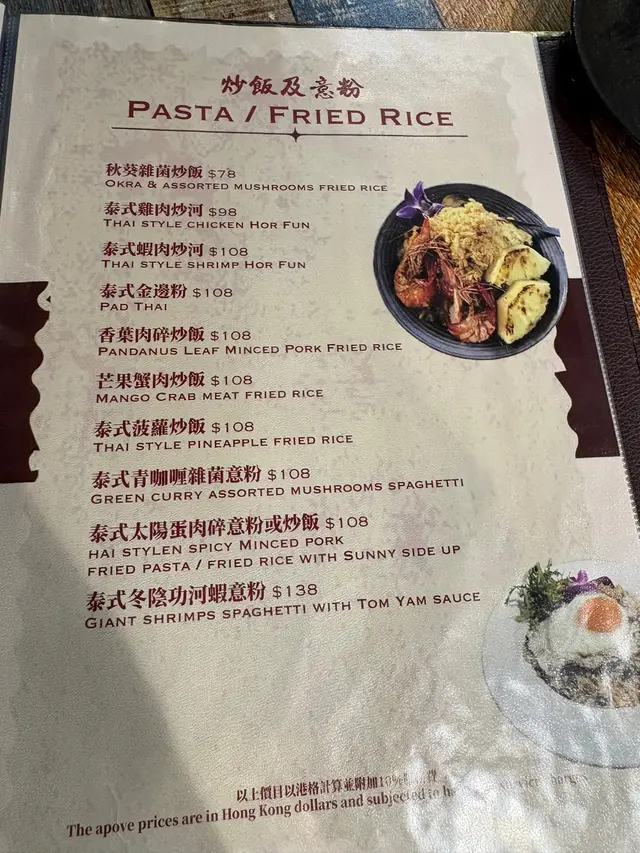 炒飯及意粉
PASTA / FRIED RICE
秋葵雜菌炒飯 $78
OKRA & ASSORTED MUSHROOMS FRIED RICE
泰式雞肉炒河 $98
THAI STYLE CHICKEN HOR FUN
泰式蝦肉炒河 $108
THAI STYLE SHRIMP HOR FUN
泰式金邊粉 $108
PAD THAI
香葉肉碎炒飯 $108
PANDANUS LEAF MINCED PORK FRIED RICE
芒果蟹肉炒飯 $108
MANGO CRAB MEAT FRIED RICE
泰式菠蘿炒飯 $108
THAI STYLE PINEAPPLE FRIED RICE
泰式青咖喱雜菌意粉 $108
GREEN CURRY ASSORTED MUSHROOMS SPAGHETTI
泰式太陽蛋肉碎意粉或炒飯 $108
HAI STYLEN SPICY MINCED PORK
FRIED PASTA / FRIED RICE WITH SUNNY SIDE UP
泰式冬陰功河蝦意粉 $138
GIANT SHRIMPS SPAGHETTI WITH TOM YAM SAUCE
以上價目以港格計算並附加10%
The apove prices are in Hong Kong dollars and subjected to